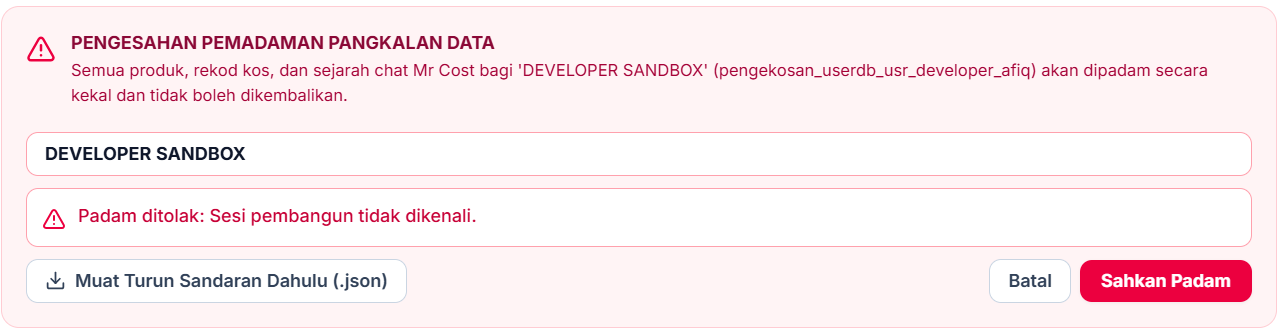 PENGESAHAN PEMADAMAN PANGKALAN DATA
Semua produk, rekod kos, dan sejarah chat Mr Cost bagi 'DEVELOPER SANDBOX' (pengekosan_userdb_usr_developer_afiq) akan dipadam secara
kekal dan tidak boleh dikembalikan.
DEVELOPER SANDBOX
Padam ditolak: Sesi pembangun tidak dikenali.
Muat Turun Sandaran Dahulu (.json)
Batal
Sahkan Padam